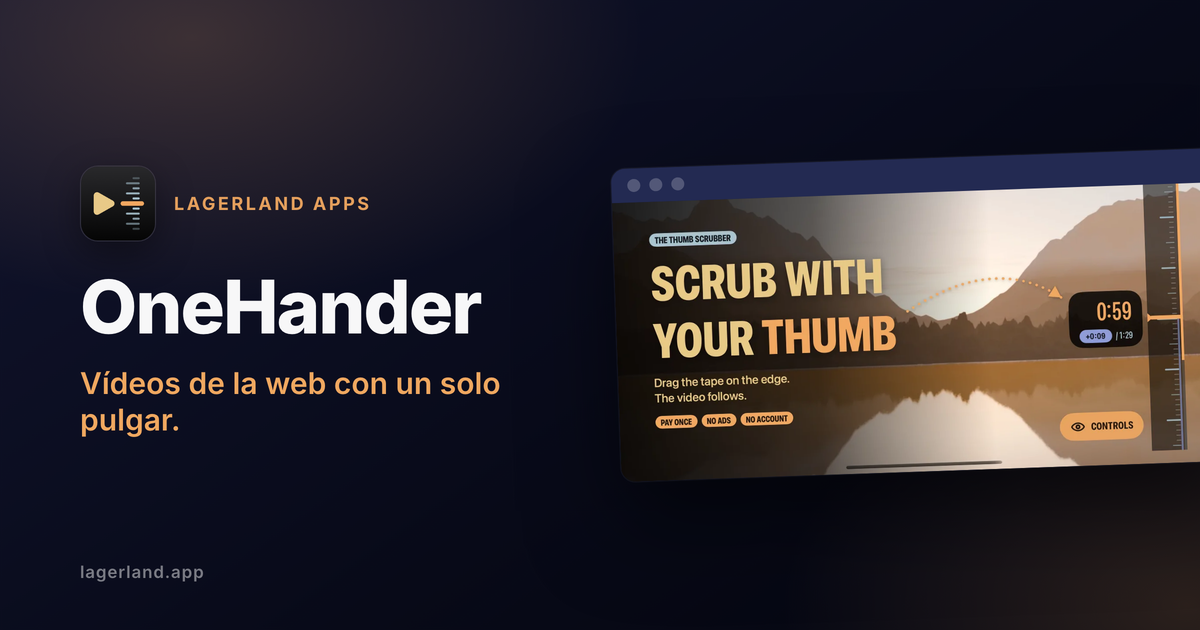 LAGERLAND APPS
OneHander
Vídeos de la web con un solo
pulgar.
lagerland.app
THE THUMB SCRUBBER
SCRUB WITH
YOUR THUMB
Drag the tape on the edge.
The video follows.
PAY ONCE NO ADS NO ACCOUNT
0:59
+0:09 / 1:29
CONTROLS